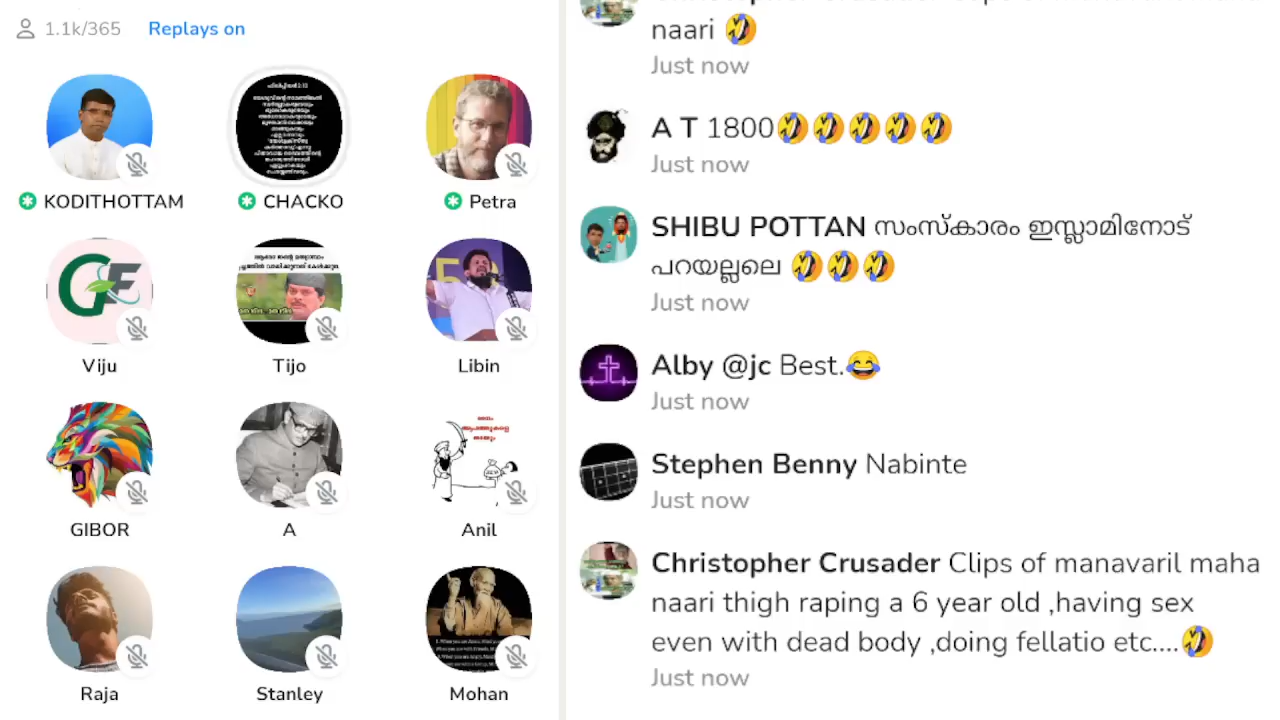 1.1k/365 Replays on
KODITHOTTAM CHACKO Petra
Viju Tijo Libin
GIBOR A Anil
Raja Stanley Mohan
naari 🤣
Just now
A T 1800🤣🤣🤣🤣🤣
Just now
SHIBU POTTAN സംസ്കാരം ഇസ്ലാമിനോട്
പറയല്ലലെ 🤣🤣🤣
Just now
Alby @jc Best.😂
Just now
Stephen Benny Nabinte
Just now
Christopher Crusader Clips of manavaril maha
naari thigh raping a 6 year old ,having sex
even with dead body ,doing fellatio etc....🤣
Just now